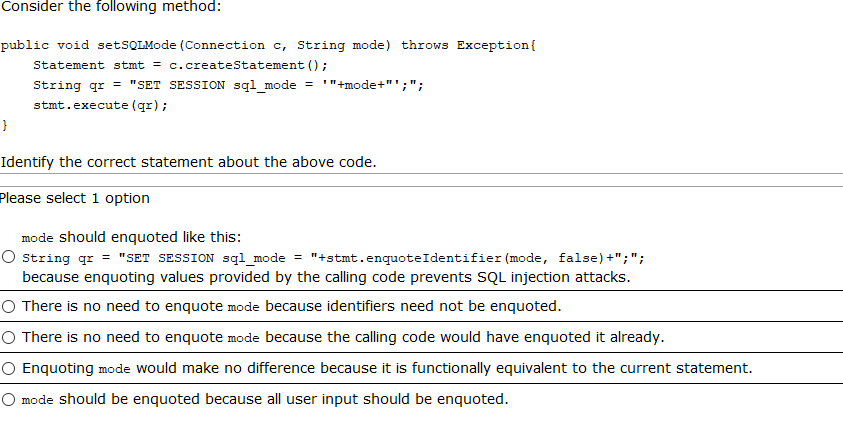 Consider the following method:
public void setSQLMode(Connection c, String mode) throws Exception{
    Statement stmt = c.createStatement();
    String qr = "SET SESSION sql_mode = '"+mode+"';";
    stmt.execute(qr);
}
Identify the correct statement about the above code.
Please select 1 option
mode should enquoted like this:
String qr = "SET SESSION sql_mode = "+stmt.enquoteIdentifier(mode, false)+";";
because enquoting values provided by the calling code prevents SQL injection attacks.
There is no need to enquote mode because identifiers need not be enquoted.
There is no need to enquote mode because the calling code would have enquoted it already.
Enquoting mode would make no difference because it is functionally equivalent to the current statement.
mode should be enquoted because all user input should be enquoted.